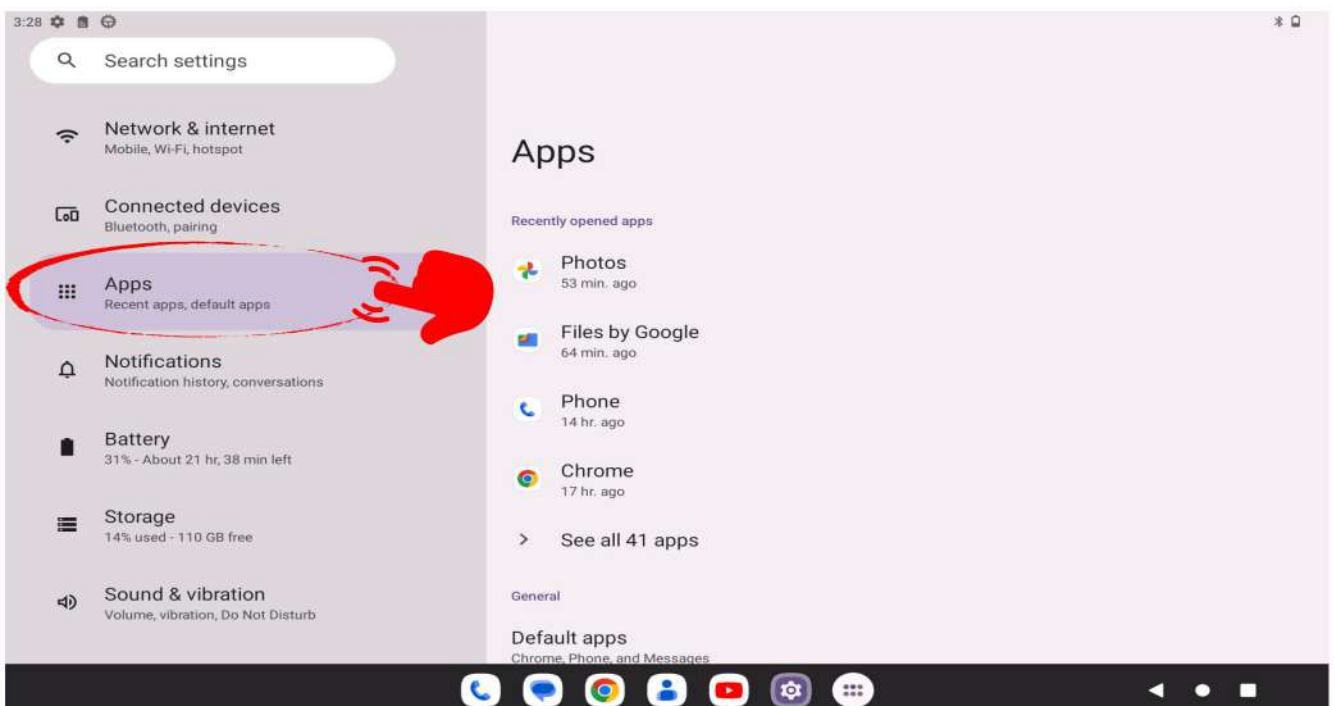 3:28
Search settings
Network & internet
Mobile, Wi-Fi, hotspot
Connected devices
Bluetooth, pairing
Apps
Recent apps, default apps
Notifications
Notification history, conversations
Battery
31% - About 21 hr, 38 min left
Storage
14% used - 110 GB free
Sound & vibration
Volume, vibration, Do Not Disturb
Apps
Recently opened apps
Photos
53 min. ago
Files by Google
64 min. ago
Phone
14 hr. ago
Chrome
17 hr. ago
See all 41 apps
General
Default apps
Chrome, Phone, and Messages